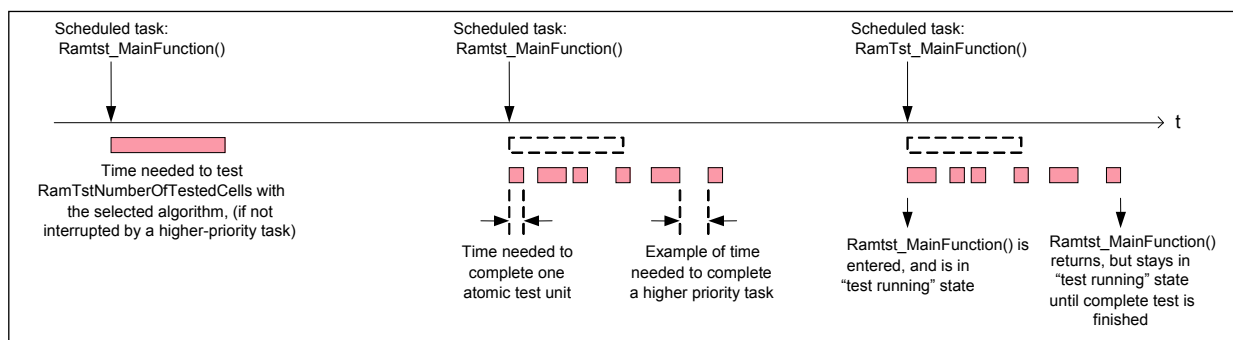 Scheduled task:
Ramtst_MainFunction()
Scheduled task:
Ramtst_MainFunction()
Scheduled task:
RamTst_MainFunction()
t
Time needed to test
RamTstNumberOfTestedCells with
the selected algorithm, (if not
interrupted by a higher-priority task)
Time needed to
complete one
atomic test unit
Example of time
needed to complete
a higher priority task
Ramtst_MainFunction() is
entered, and is in
“test running” state
Ramtst_MainFunction()
returns, but stays in
“test running” state
until complete test is
finished